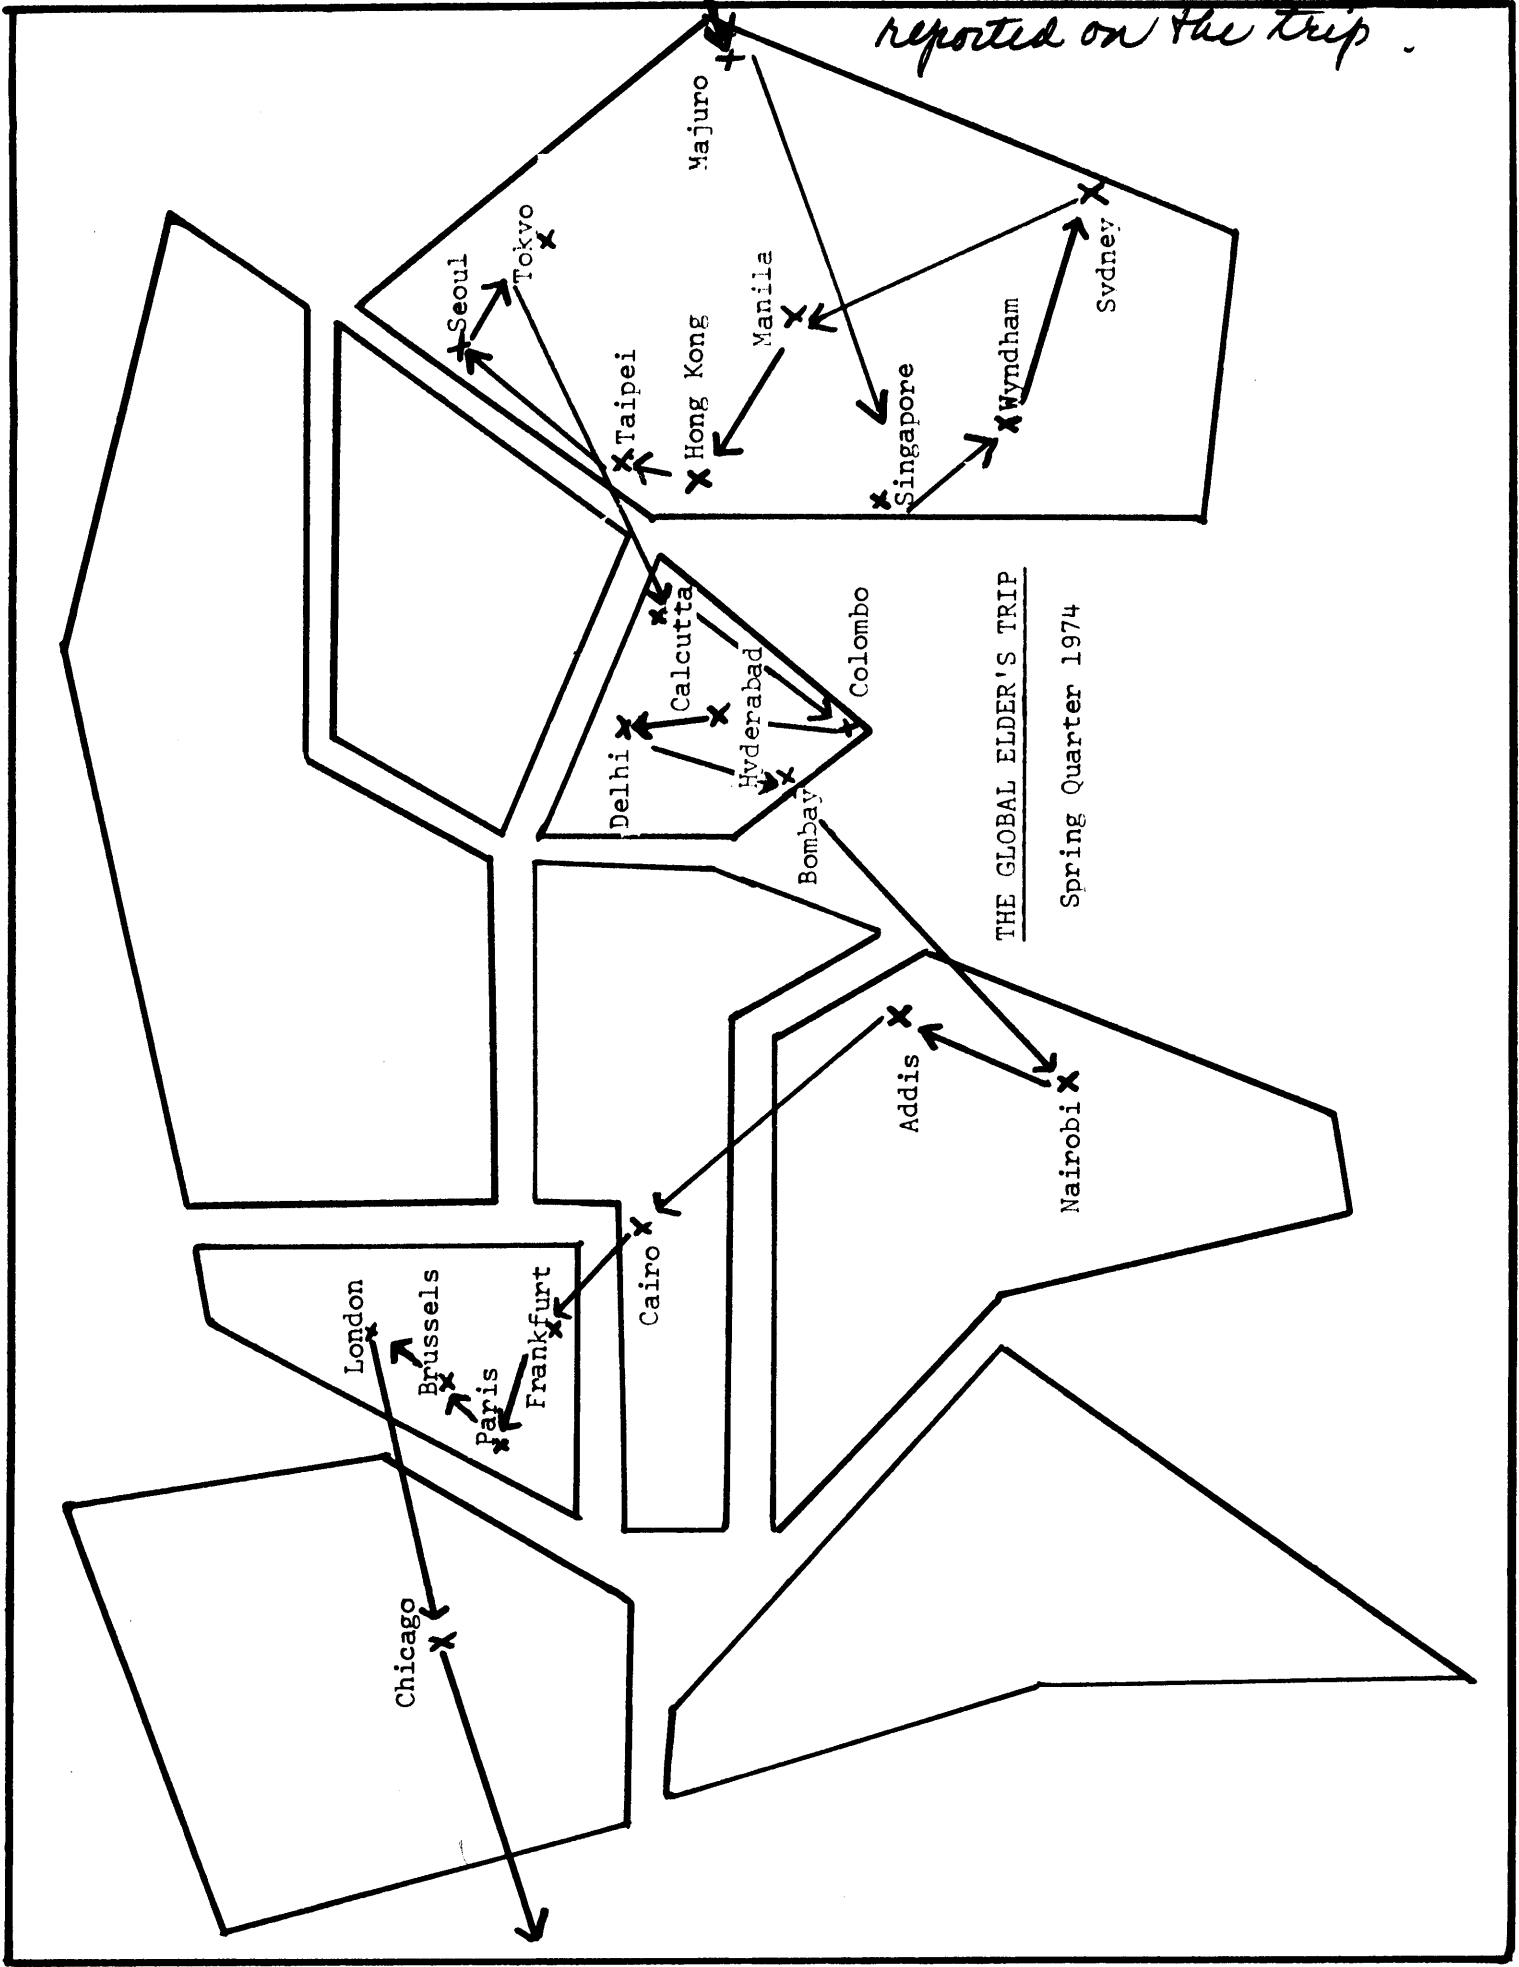 reported on the trip.
Chicago
London
Brussels
Paris
Frankfurt
Cairo
Addis
Nairobi
Delhi
Calcutta
Hyderabad
Bombay
Colombo
Seoul
Tokyo
Taipei
Hong Kong
Manila
Majuro
Singapore
Wyndham
Sydney
THE GLOBAL ELDER'S TRIP
Spring Quarter 1974